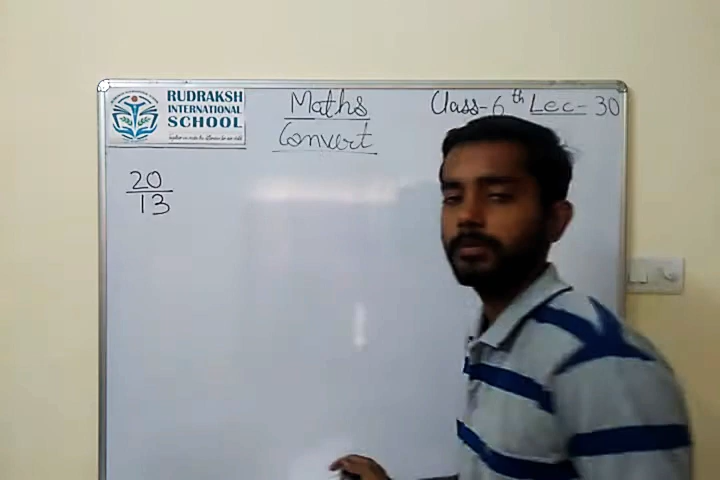 RUDRAKSH
INTERNATIONAL
SCHOOL
Maths
Class-6th Lec-30
Convert
20
13